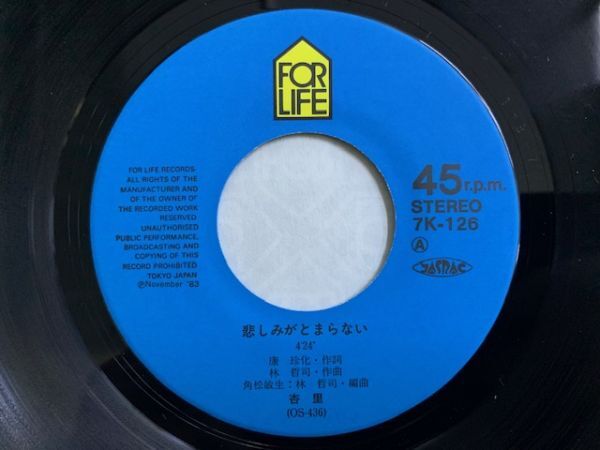 FOR
LIFE
FOR LIFE RECORDS·
ALL RIGHTS OF THE
MANUFACTURER AND
OF THE OWNER OF
THE RECORDED WORK
RESERVED.
UNAUTHORISED
PUBLIC PERFORMANCE,
BROADCASTING AND
COPYING OF THIS
RECORD PROHIBITED
TOKYO JAPAN
ⓅNovember '83
45r.p.m.
STEREO
7K-126
Ⓐ
JASRAC
悲しみがとまらない
4'24"
康 珍化・作詞
林 哲司・作曲
角松敏生:林 哲司・編曲
杏里
(OS-436)